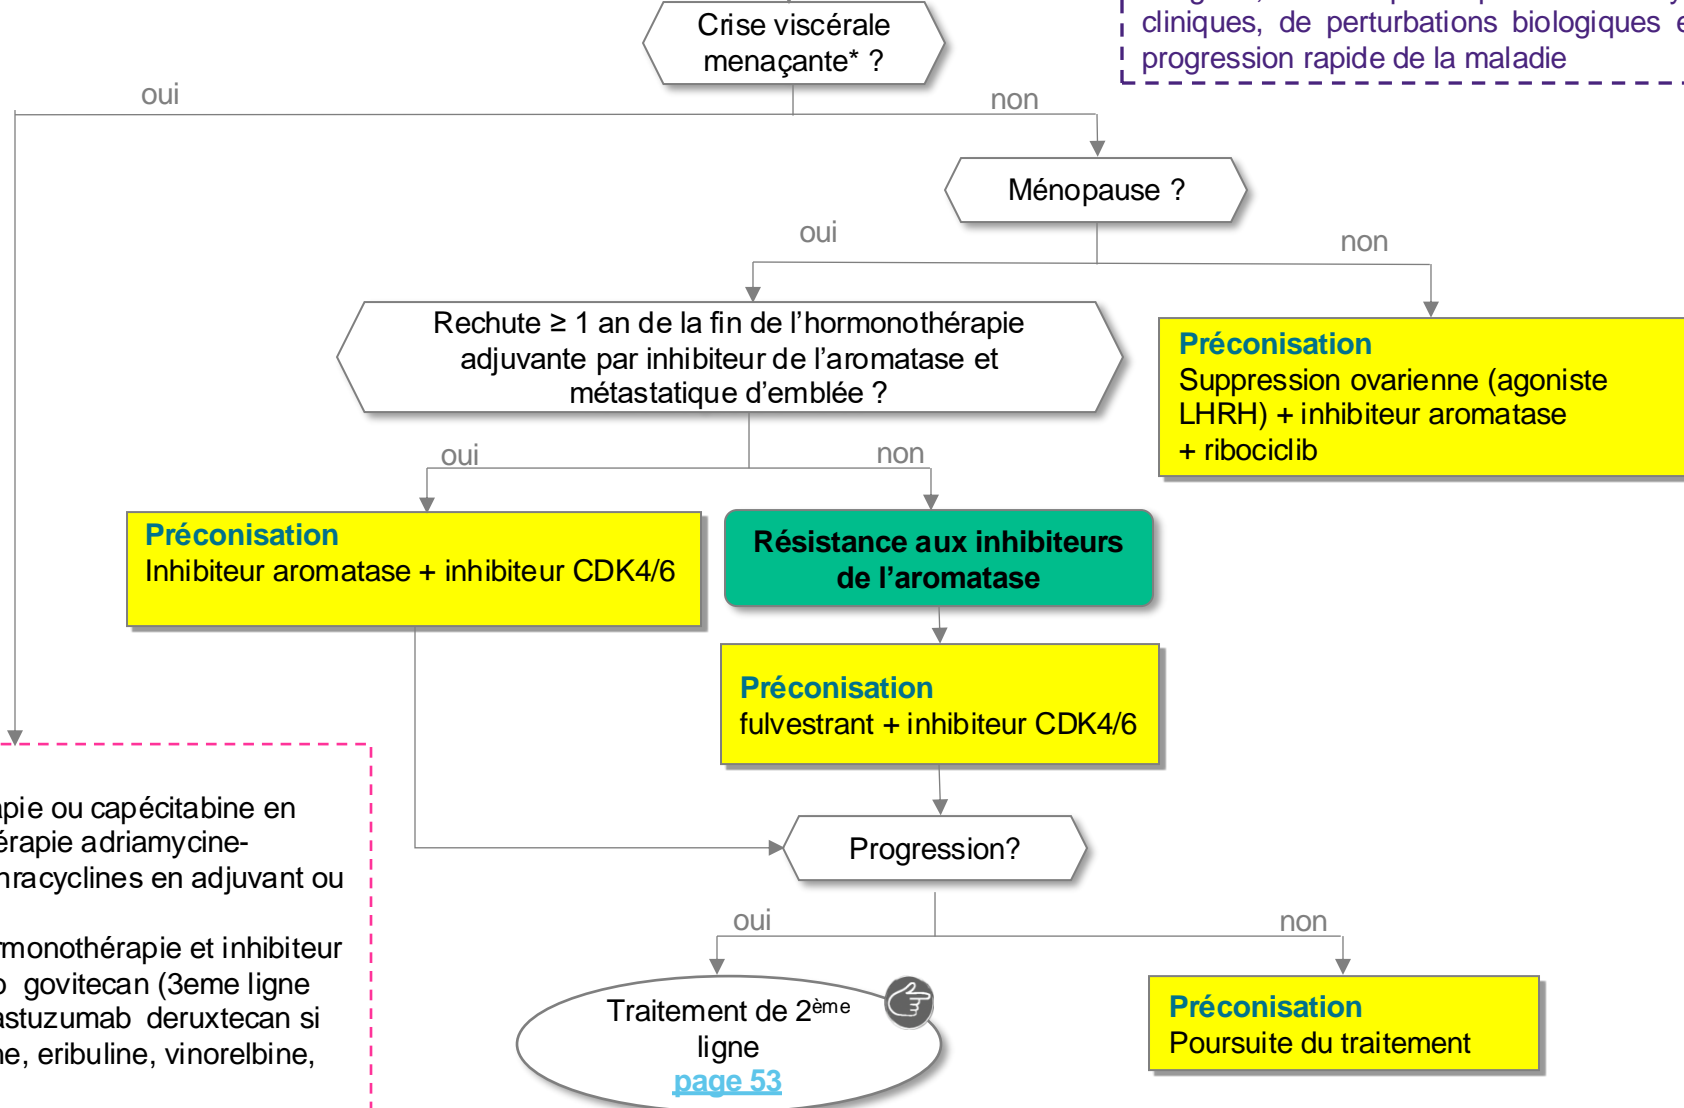 cliniques, de perturbations biologiques
progression rapide de la maladie
Crise viscérale
menaçante* ?
oui
non
Ménopause ?
oui
non
Rechute ≥ 1 an de la fin de l’hormonothérapie
adjuvante par inhibiteur de l’aromatase et
métastatique d’emblée ?
Préconisation
Suppression ovarienne (agoniste
LHRH) + inhibiteur aromatase
+ ribociclib
oui
non
Préconisation
Inhibiteur aromatase + inhibiteur CDK4/6
Résistance aux inhibiteurs
de l’aromatase
Préconisation
fulvestrant + inhibiteur CDK4/6
apie ou capécitabine en
érapie adriamycine-
hracyclines en adjuvant ou
rmonothérapie et inhibiteur
govitecan (3eme ligne
astuzumab deruxtecan si
ne, eribuline, vinorelbine,
Progression?
oui
non
Traitement de 2ème
ligne
page 53
Préconisation
Poursuite du traitement